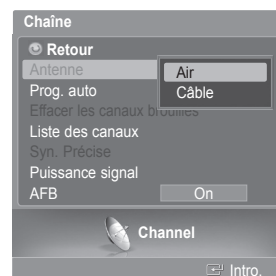 Chaîne
Retour
Antenne
Air
Prog. auto
Câble
Effacer les canaux brouillés
Liste des canaux
Syn. Précise
Puissance signal
AFB
On
Channel
Intro.